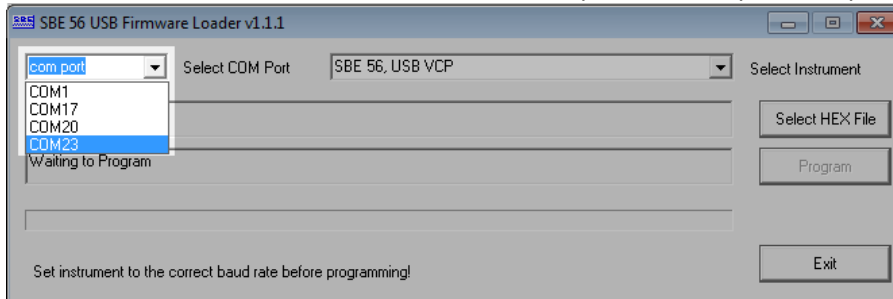 SBE 56 USB Firmware Loader v1.1.1
com port Select COM Port SBE 56, USB VCP Select Instrument
COM1
COM17
COM20
COM23
Select HEX File
Waiting to Program
Program
Set instrument to the correct baud rate before programming!
Exit